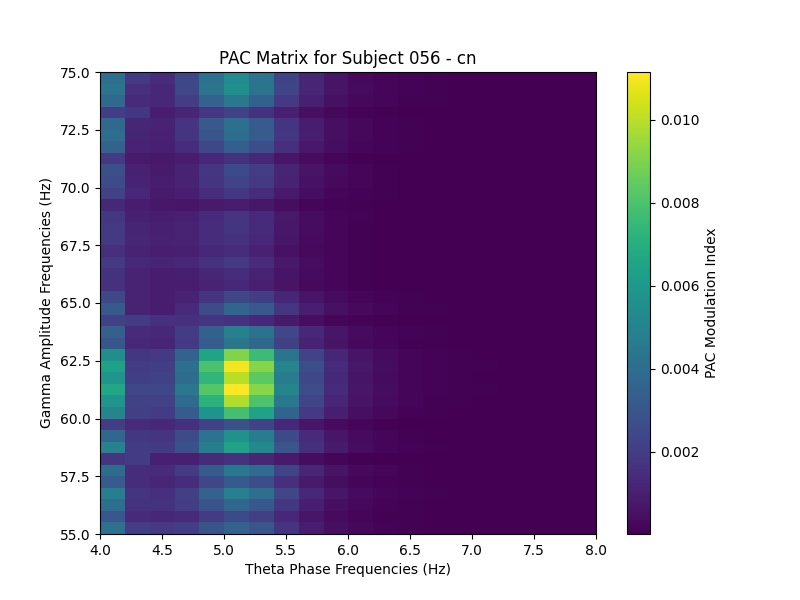 PAC Matrix for Subject 056 - cn
75.0
72.5
70.0
67.5
65.0
62.5
60.0
57.5
55.0
Gamma Amplitude Frequencies (Hz)
4.0 4.5 5.0 5.5 6.0 6.5 7.0 7.5 8.0
Theta Phase Frequencies (Hz)
0.010
0.008
0.006
0.004
0.002
PAC Modulation Index